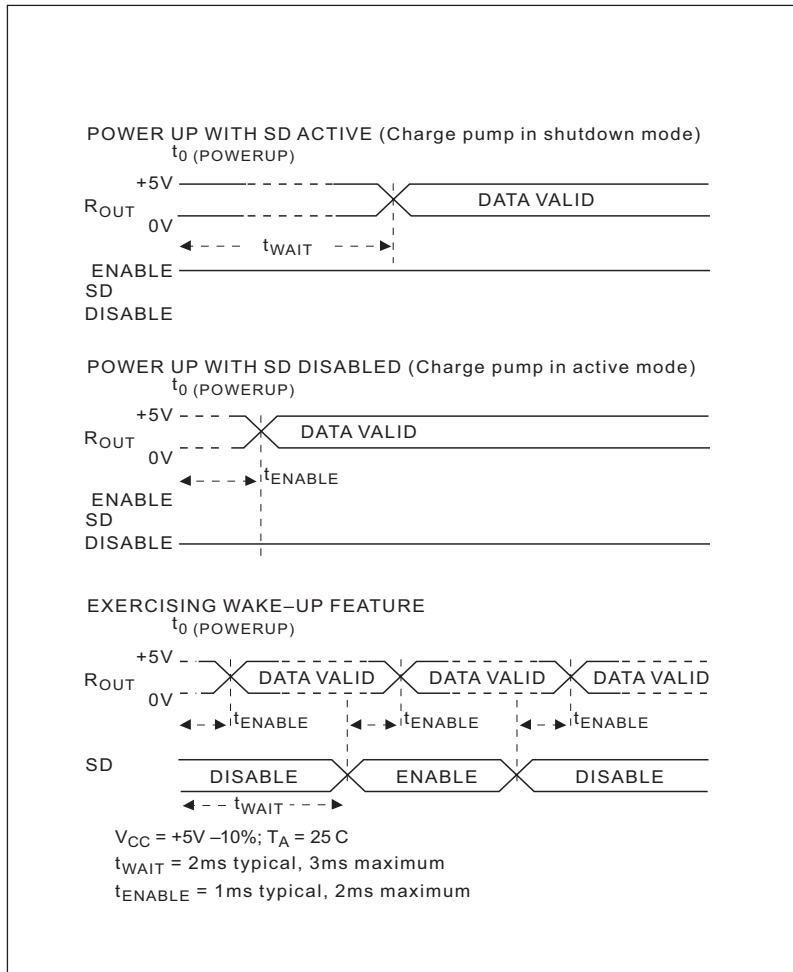 POWER UP WITH SD ACTIVE (Charge pump in shutdown mode)
t0 (POWERUP)
+5V
ROUT
DATA VALID
0V
tWAIT
ENABLE
SD
DISABLE
POWER UP WITH SD DISABLED (Charge pump in active mode)
t0 (POWERUP)
+5V
ROUT
DATA VALID
0V
tENABLE
ENABLE
SD
DISABLE
EXERCISING WAKE–UP FEATURE
t0 (POWERUP)
+5V
ROUT
DATA VALID DATA VALID DATA VALID
0V
tENABLE tENABLE tENABLE
SD
DISABLE ENABLE DISABLE
tWAIT
VCC = +5V –10%; TA = 25 C
tWAIT = 2ms typical, 3ms maximum
tENABLE = 1ms typical, 2ms maximum